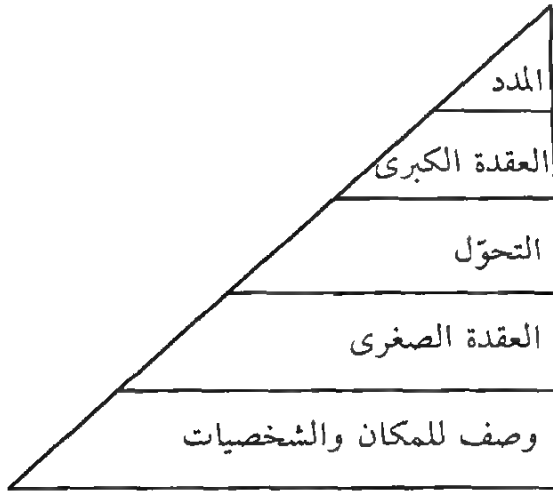 المدد
العقدة الكبرى
التحوّل
العقدة الصغرى
وصف للمكان والشخصيات